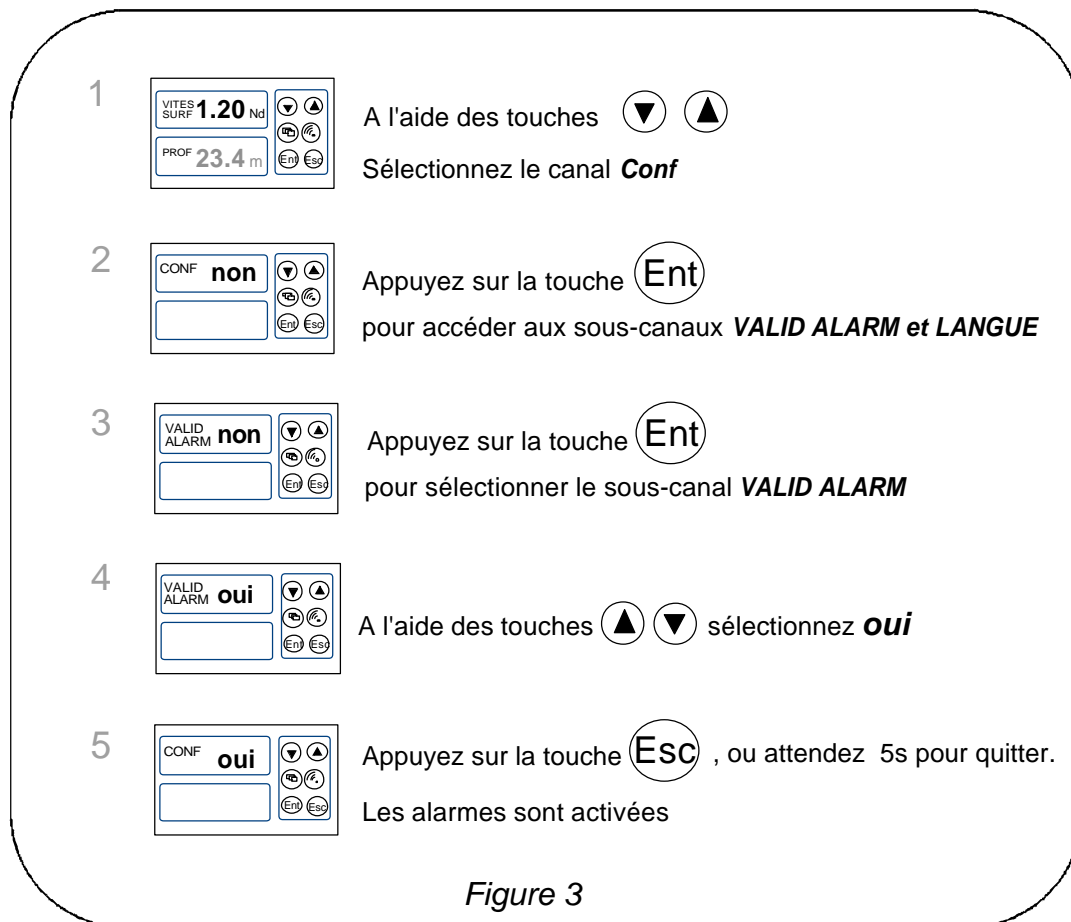 1
VITES
SURF 1.20 Nd
PROF 23.4 m
Ent Esc
A l'aide des touches
Sélectionnez le canal Conf
2
CONF non
Ent Esc
Appuyez sur la touche Ent
pour accéder aux sous-canaux VALID ALARM et LANGUE
3
VALID
ALARM non
Ent Esc
Appuyez sur la touche Ent
pour sélectionner le sous-canal VALID ALARM
4
VALID
ALARM oui
Ent Esc
A l'aide des touches sélectionnez oui
5
CONF oui
Ent Esc
Appuyez sur la touche Esc , ou attendez 5s pour quitter.
Les alarmes sont activées
Figure 3